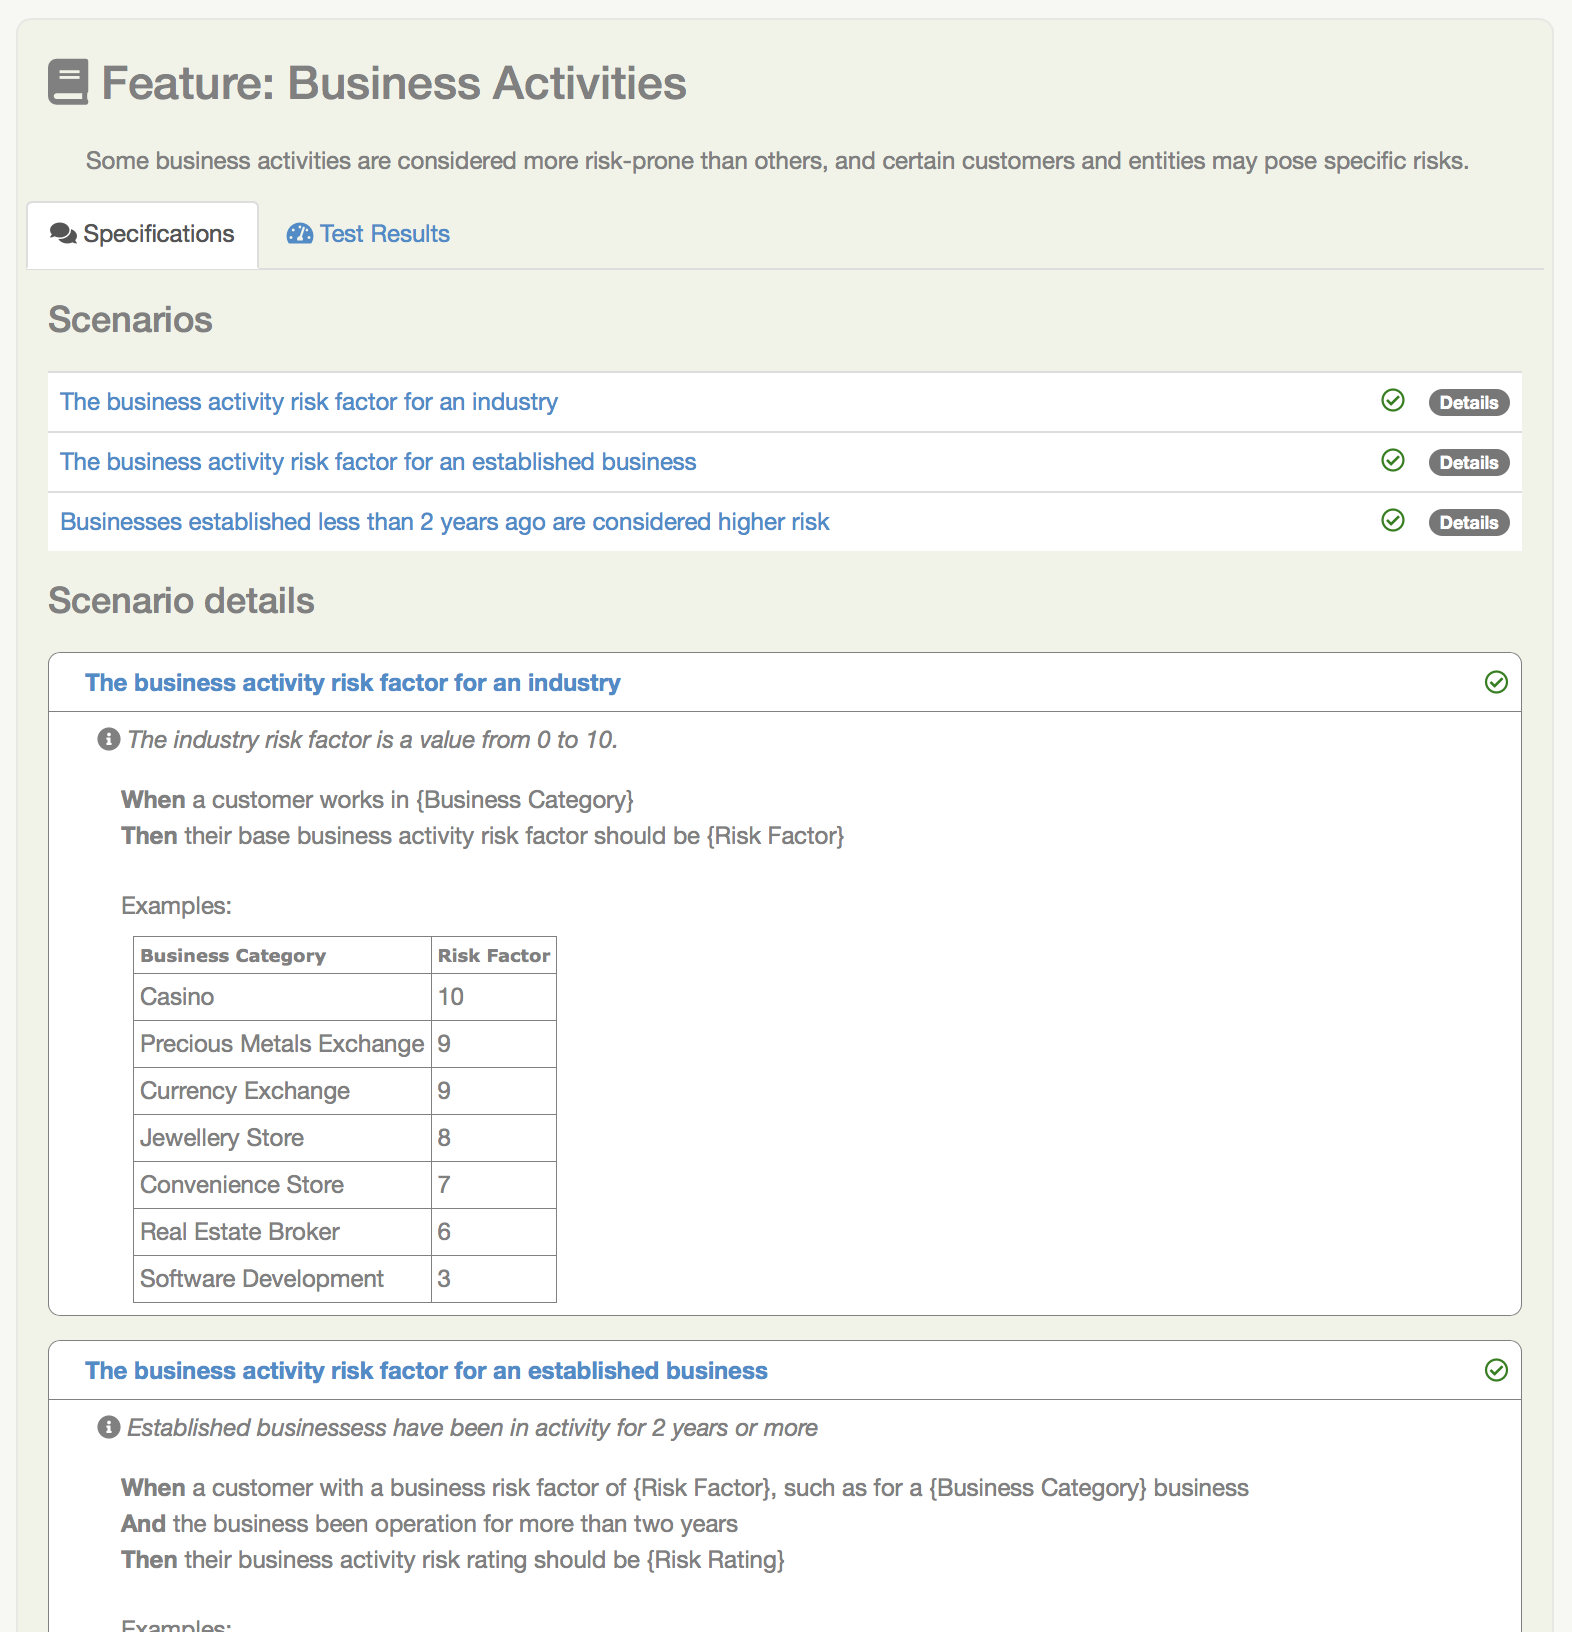 Feature: Business Activities
Some business activities are considered more risk-prone than others, and certain customers and entities may pose specific risks.
Specifications Test Results
Scenarios
The business activity risk factor for an industry Details
The business activity risk factor for an established business Details
Businesses established less than 2 years ago are considered higher risk Details
Scenario details
The business activity risk factor for an industry
The industry risk factor is a value from 0 to 10.
When a customer works in {Business Category}
Then their base business activity risk factor should be {Risk Factor}
Examples:
Business Category Risk Factor
Casino 10
Precious Metals Exchange 9
Currency Exchange 9
Jewellery Store 8
Convenience Store 7
Real Estate Broker 6
Software Development 3
The business activity risk factor for an established business
Established businessess have been in activity for 2 years or more
When a customer with a business risk factor of {Risk Factor}, such as for a {Business Category} business
And the business been operation for more than two years
Then their business activity risk rating should be {Risk Rating}
Examples: